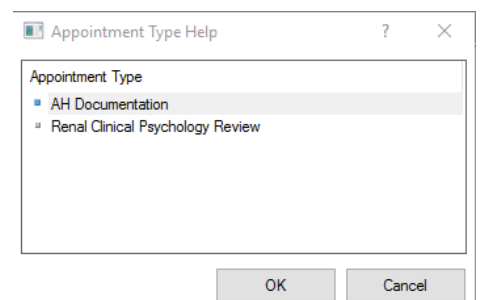 Appointment Type Help ?
Appointment Type
AH Documentation
Renal Clinical Psychology Review
OK Cancel